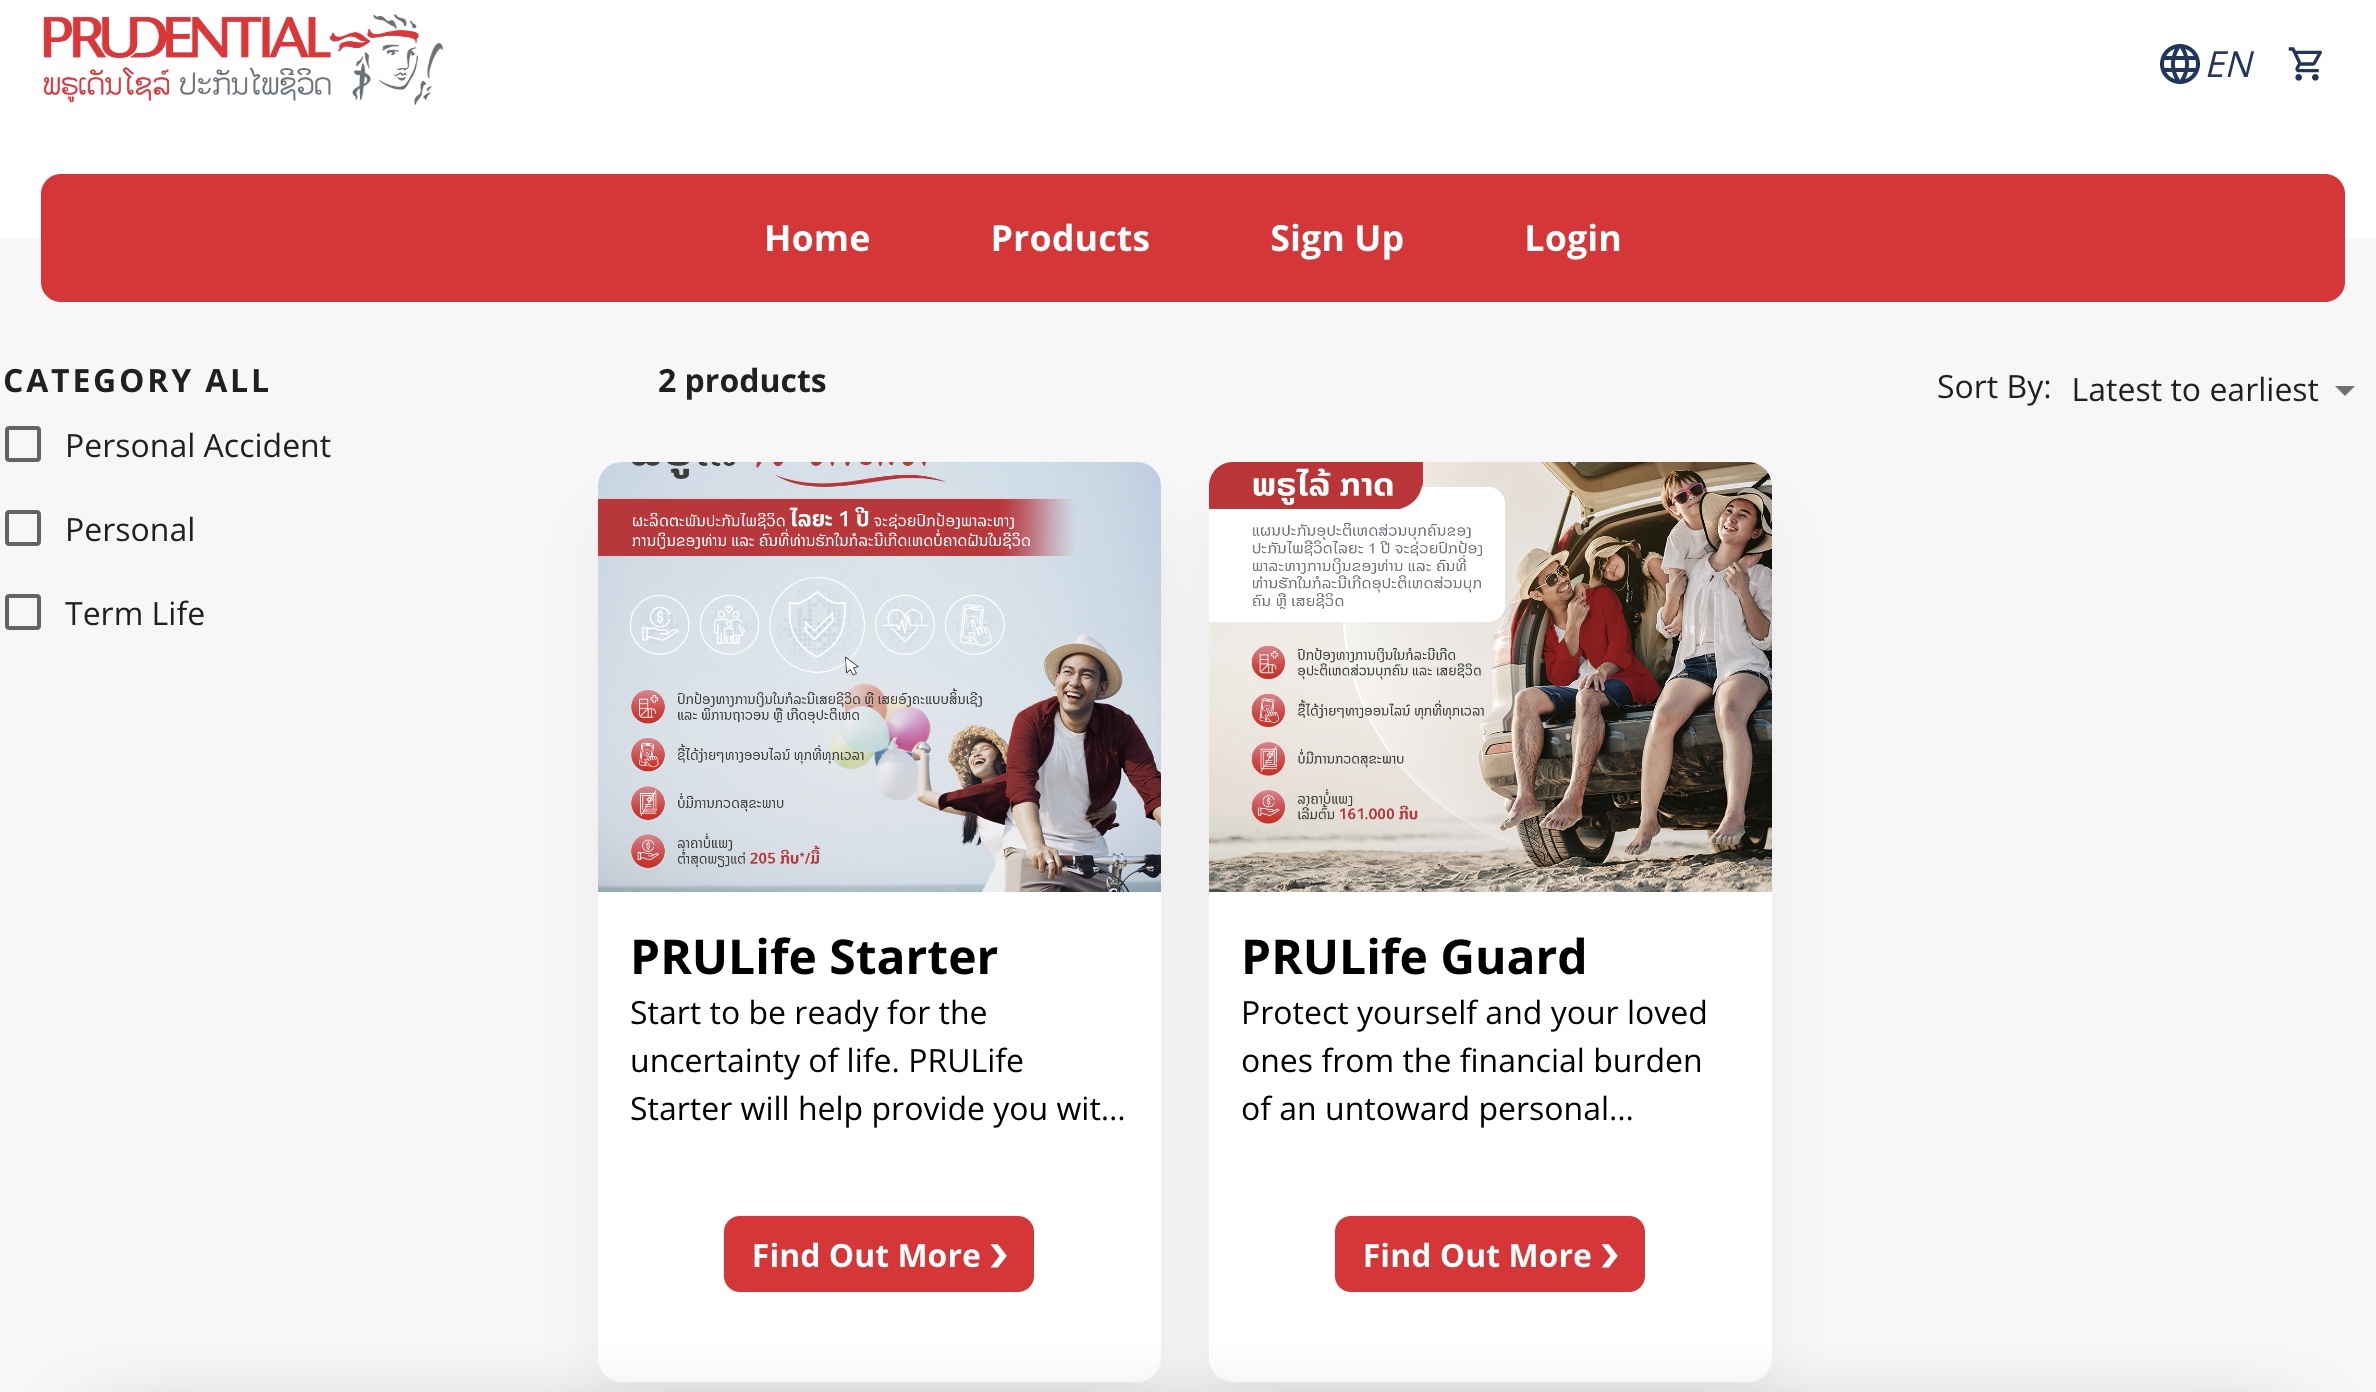 PRUDENTIAL
ພຣູເດັນໂຊລ໌ ປະກັນໄພຊີວິດ
EN
Home
Products
Sign Up
Login
CATEGORY ALL
Personal Accident
Personal
Term Life
2 products
Sort By:
Latest to earliest
ຜະລິດຕະພັນປະກັນໄພຊີວິດ ໄລຍະ 1 ປີ ຈະຊ່ວຍປົກປ້ອງພາລະທາງ
ການເງິນຂອງທ່ານ ແລະ ຄົນທີ່ທ່ານຮັກໃນກໍລະນີເກີດເຫດບໍ່ຄາດຝັນໃນຊີວິດ
ປົກປ້ອງທາງການເງິນໃນກໍລະນີເສຍຊີວິດ ຫຼື ເສຍອົງຄະແບບສິ້ນເຊີງ
ແລະ ພິການຖາວອນ ຫຼື ເກີດອຸປະຕິເຫດ
ຊື້ໄດ້ງ່າຍໆທາງອອນໄລນ໌ ທຸກທີ່ທຸກເວລາ
ບໍ່ມີການກວດສຸຂະພາບ
ລາຄາບໍ່ແພງ
ຕ່ຳສຸດພຽງແຕ່ 205 ກີບ*/ມື້
PRULife Starter
Start to be ready for the
uncertainty of life. PRULife
Starter will help provide you wit...
Find Out More ❯
ພຣູໄລ້ ກາດ
ແຜນປະກັນອຸປະຕິເຫດສ່ວນບຸກຄົນຂອງ
ປະກັນໄພຊີວິດໄລຍະ 1 ປີ ຈະຊ່ວຍປົກປ້ອງ
ພາລະທາງການເງິນຂອງທ່ານ ແລະ ຄົນທີ່
ທ່ານຮັກໃນກໍລະນີເກີດອຸປະຕິເຫດສ່ວນບຸກ
ຄົນ ຫຼື ເສຍຊີວິດ
ປົກປ້ອງທາງການເງິນໃນກໍລະນີເກີດ
ອຸປະຕິເຫດສ່ວນບຸກຄົນ ແລະ ເສຍຊີວິດ
ຊື້ໄດ້ງ່າຍໆທາງອອນໄລນ໌ ທຸກທີ່ທຸກເວລາ
ບໍ່ມີການກວດສຸຂະພາບ
ລາຄາບໍ່ແພງ
ເລີ່ມຕົ້ນ 161.000 ກີບ
PRULife Guard
Protect yourself and your loved
ones from the financial burden
of an untoward personal...
Find Out More ❯